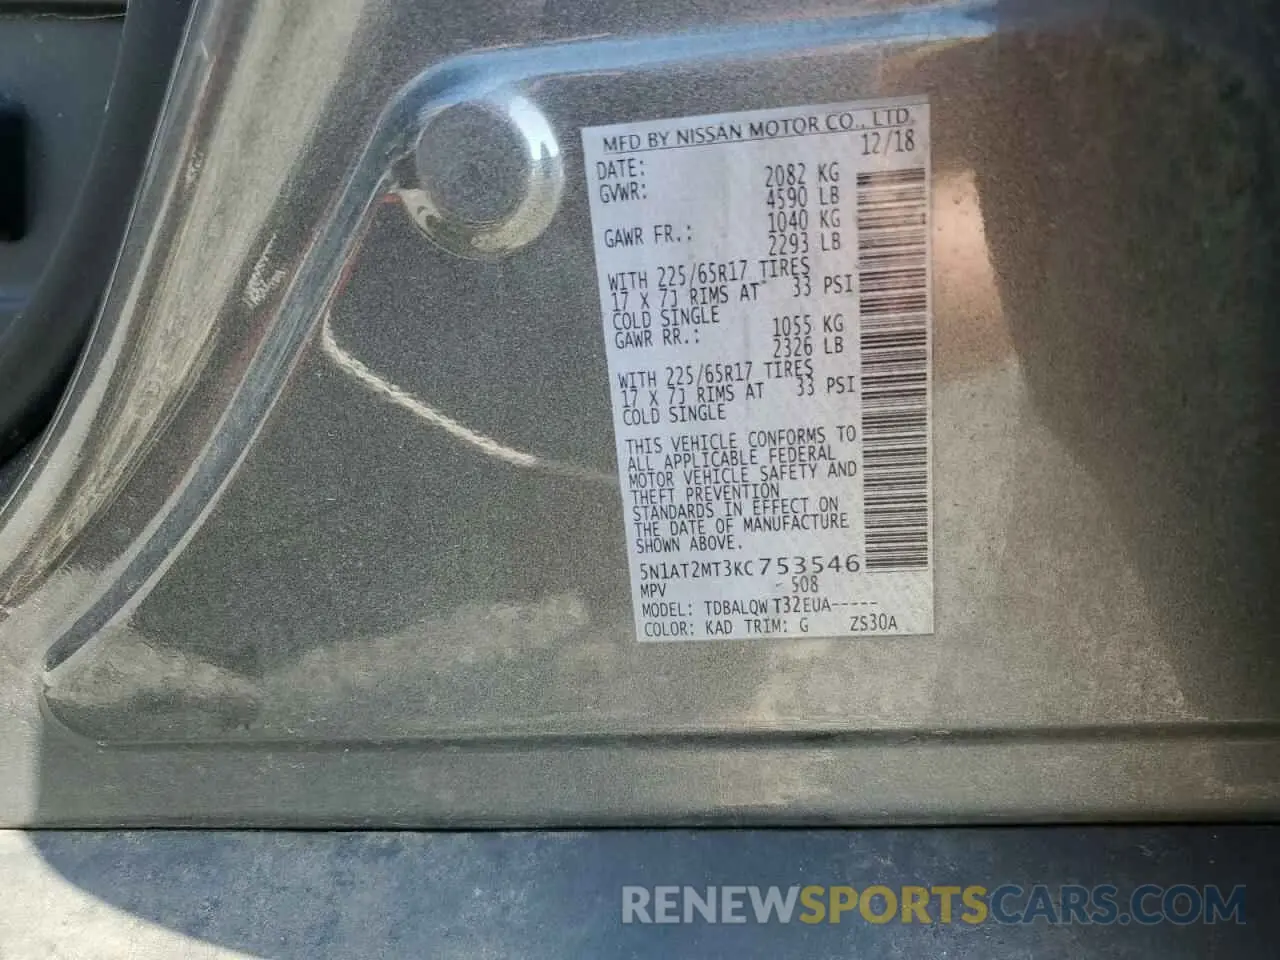 MFD BY NISSAN MOTOR CO., LTD.
DATE: 12/18
GVWR: 2082 KG
4590 LB
GAWR FR.: 1040 KG
2293 LB
WITH 225/65R17 TIRES
17 X 7J RIMS AT 33 PSI
COLD SINGLE
GAWR RR.: 1055 KG
2326 LB
WITH 225/65R17 TIRES
17 X 7J RIMS AT 33 PSI
COLD SINGLE
THIS VEHICLE CONFORMS TO
ALL APPLICABLE FEDERAL
MOTOR VEHICLE SAFETY AND
THEFT PREVENTION
STANDARDS IN EFFECT ON
THE DATE OF MANUFACTURE
SHOWN ABOVE.
5N1AT2MT3KC753546
MPV - 508
MODEL: TDBALQW T32EUA-----
COLOR: KAD TRIM: G ZS30A
RENEWSPORTSCARS.COM